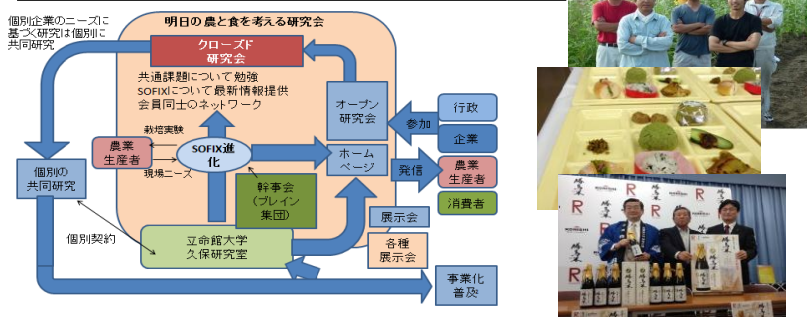 個別企業のニーズに
基づく研究は個別に
共同研究
明日の農と食を考える研究会
クローズド
研究会
共通課題について勉強
SOFIXについて最新情報提供
会員同士のネットワーク
オープン
研究会
行政
参加
企業
栽培実験
農業
生産者
SOFIX進
化
現場ニーズ
ホーム
ページ
発信
農業
生産者
個別の
共同研究
幹事会
(ブレイン
集団)
消費者
展示会
個別契約
立命館大学
久保研究室
各種
展示会
事業化
普及
R
R